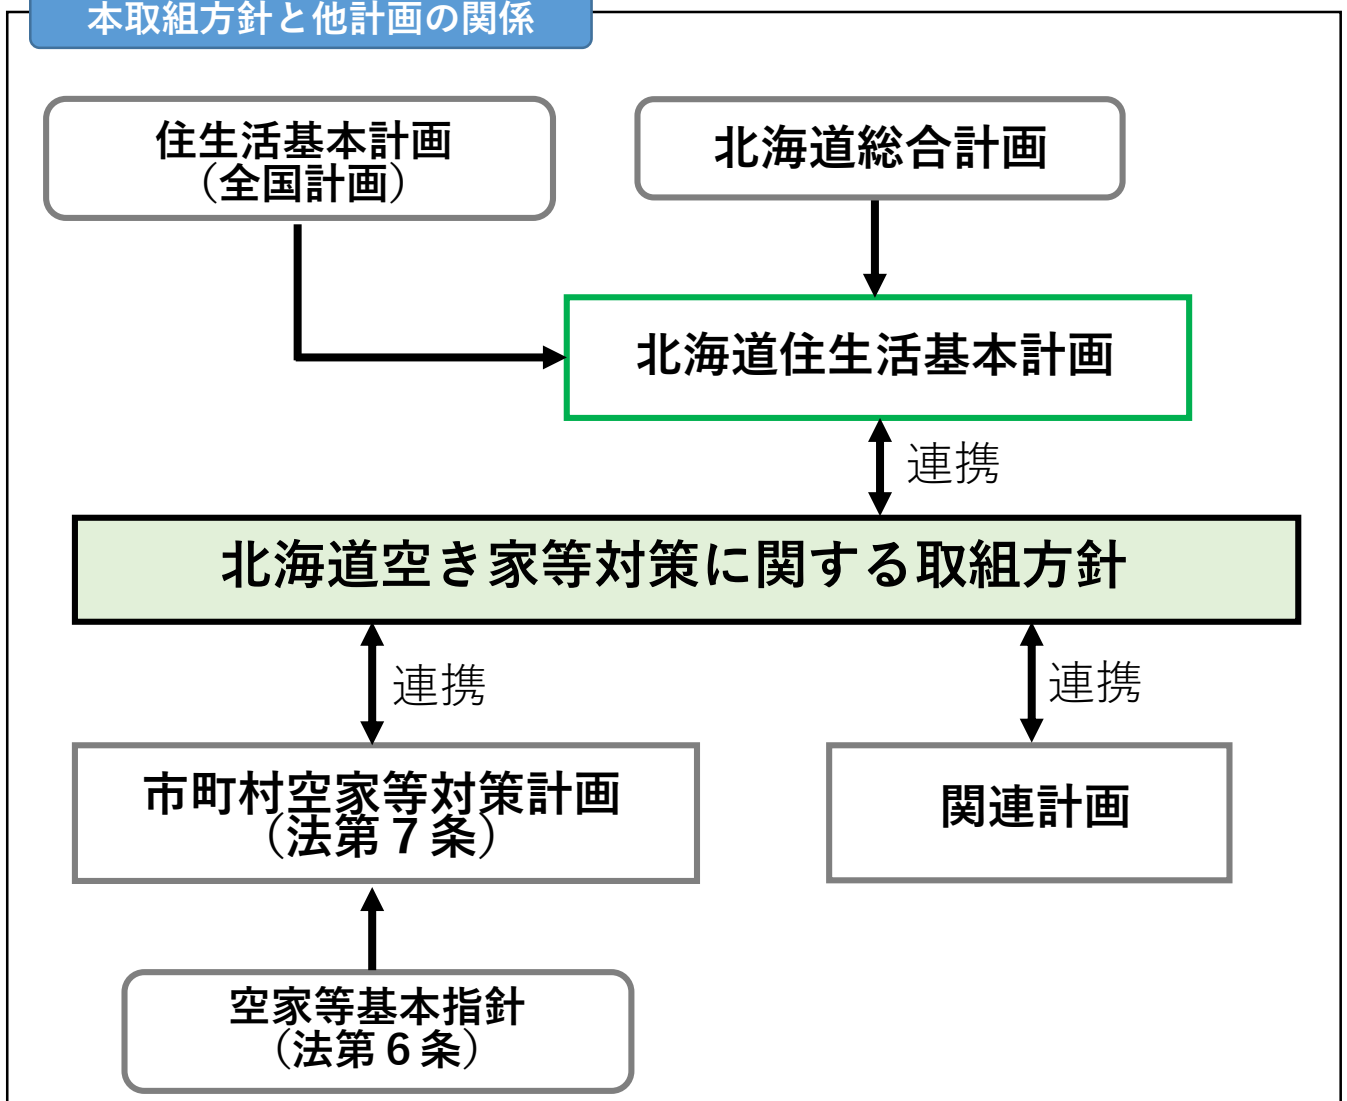 本取組方針と他計画の関係
住生活基本計画
（全国計画）
北海道総合計画
北海道住生活基本計画
連携
北海道空き家等対策に関する取組方針
連携
連携
市町村空家等対策計画
（法第７条）
関連計画
空家等基本指針
（法第６条）